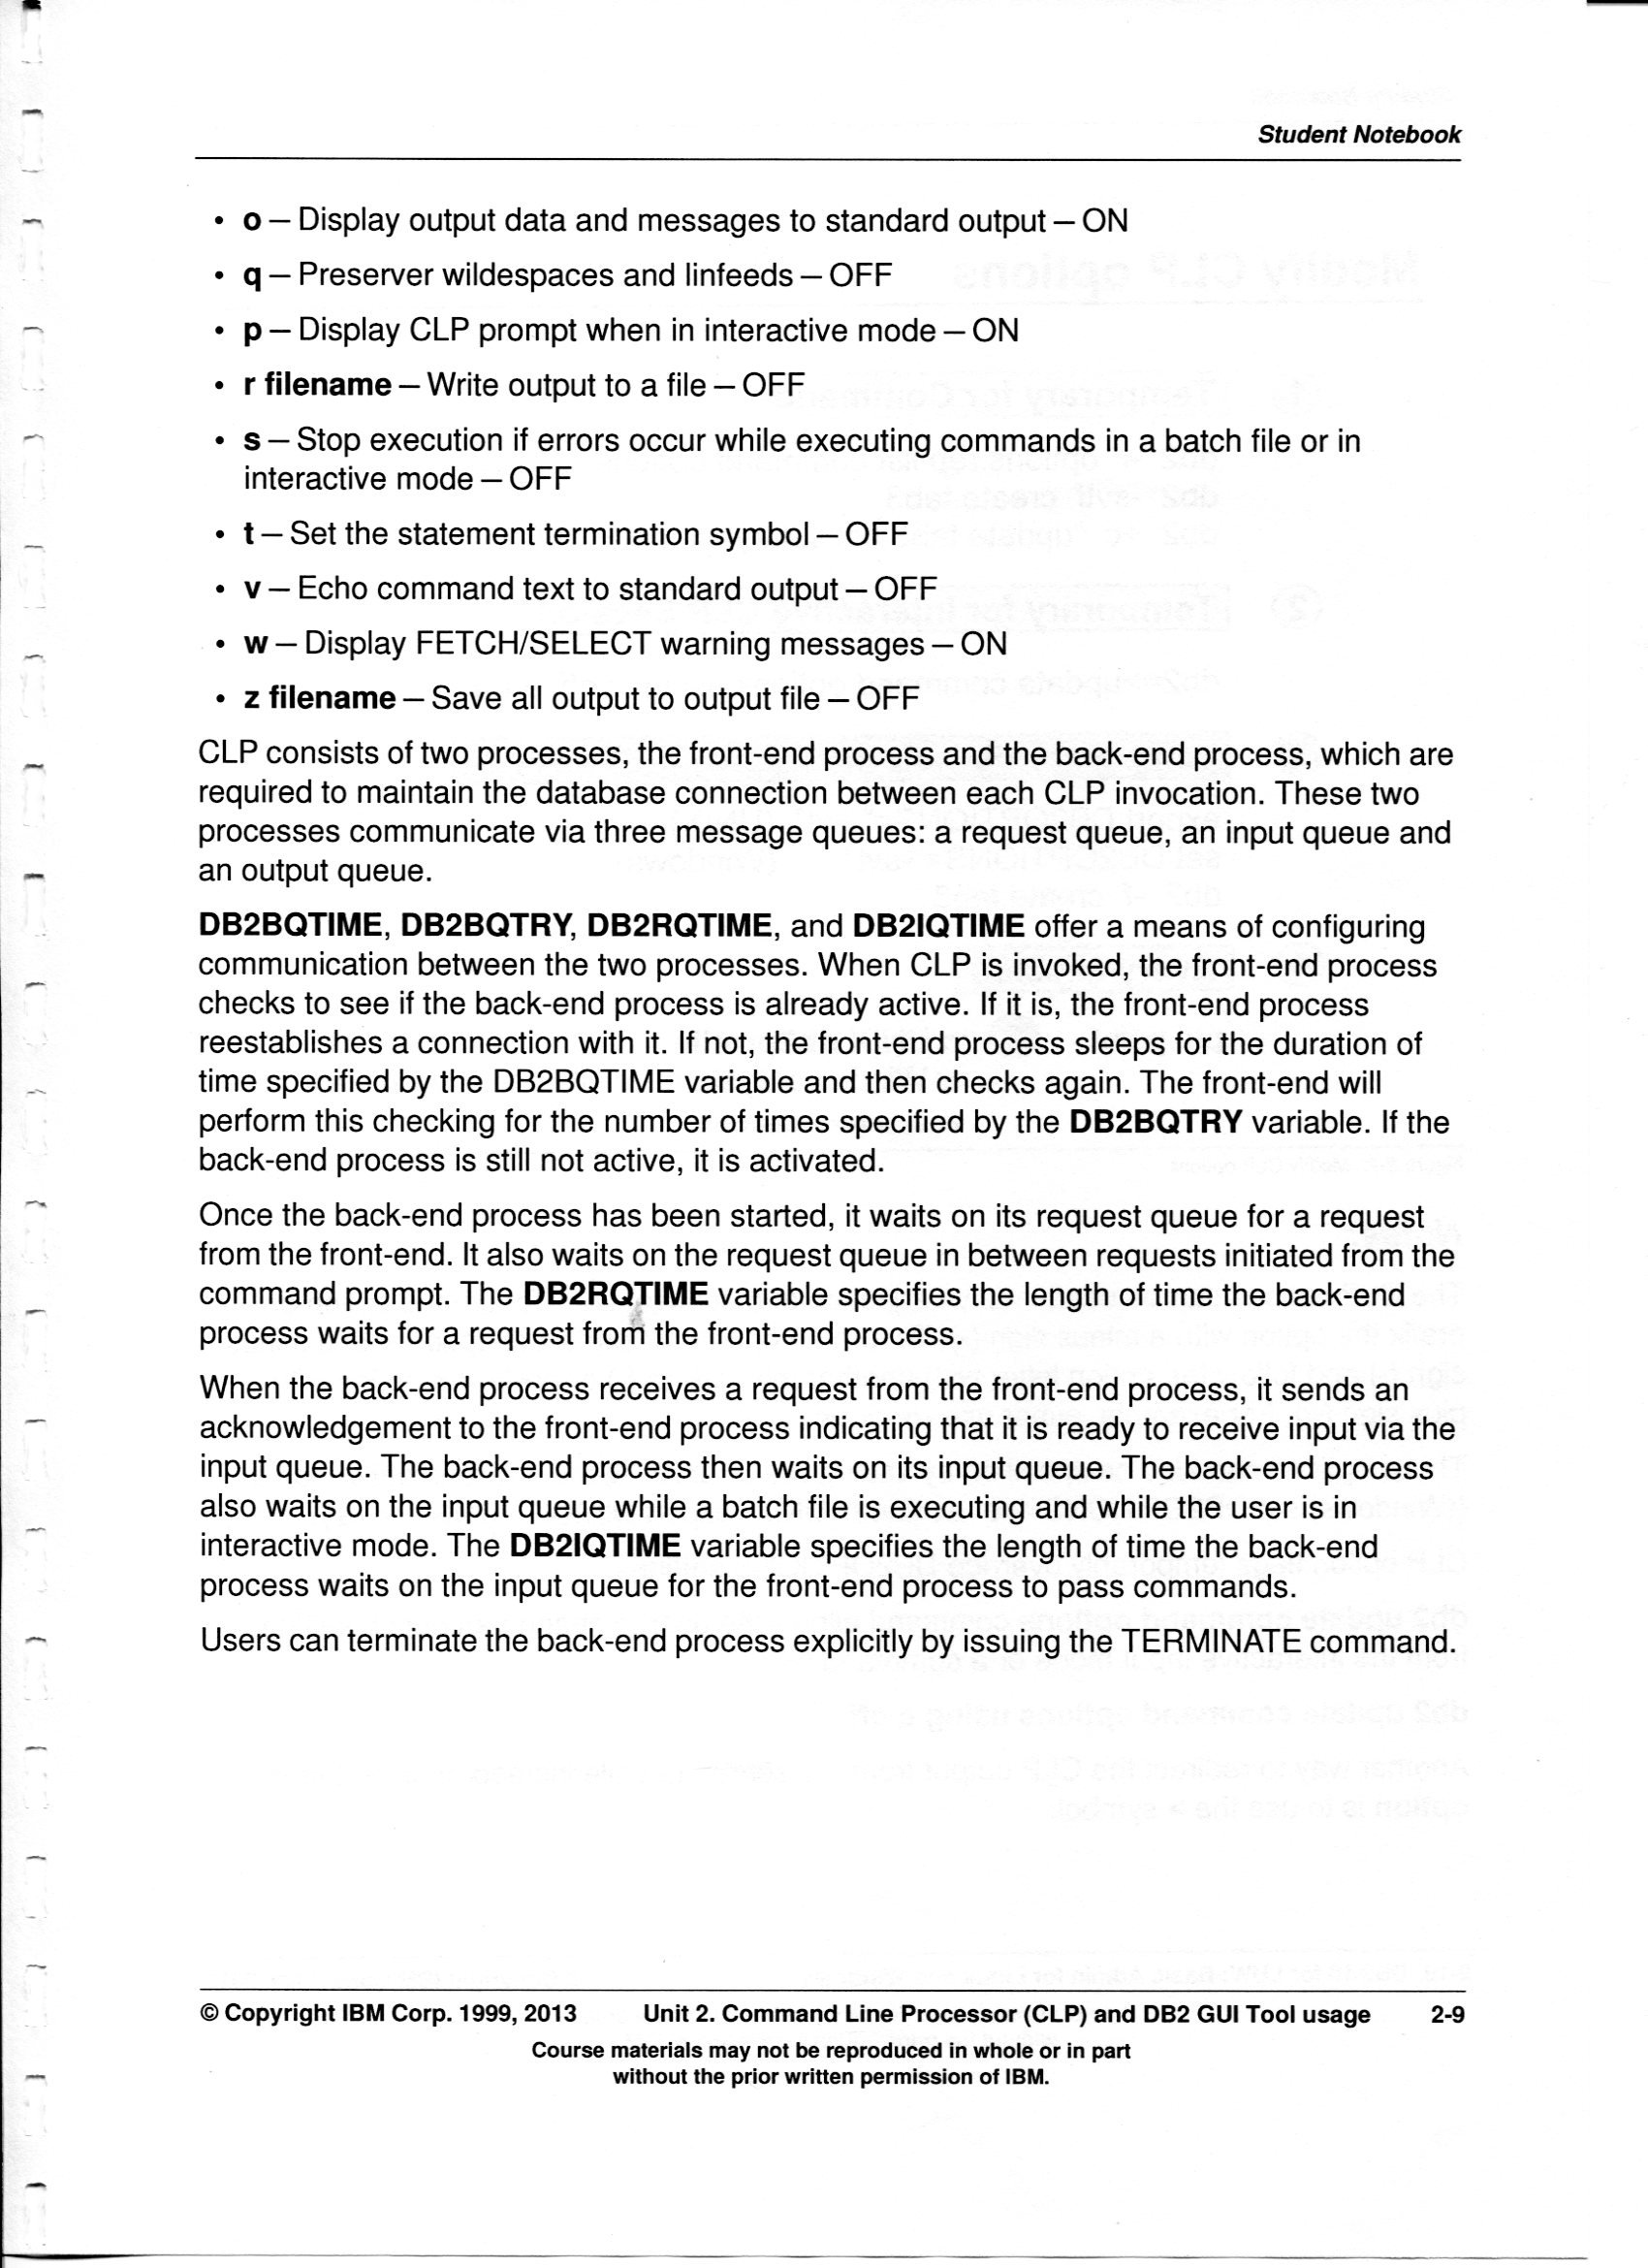 Student Notebook
• o – Display output data and messages to standard output – ON
• q – Preserver wildespaces and linfeeds – OFF
• p – Display CLP prompt when in interactive mode – ON
• r filename – Write output to a file – OFF
• s – Stop execution if errors occur while executing commands in a batch file or in
interactive mode – OFF
• t – Set the statement termination symbol – OFF
• v – Echo command text to standard output – OFF
• w – Display FETCH/SELECT warning messages – ON
• z filename – Save all output to output file – OFF
CLP consists of two processes, the front-end process and the back-end process, which are
required to maintain the database connection between each CLP invocation. These two
processes communicate via three message queues: a request queue, an input queue and
an output queue.
DB2BQTIME, DB2BQTRY, DB2RQTIME, and DB2IQTIME offer a means of configuring
communication between the two processes. When CLP is invoked, the front-end process
checks to see if the back-end process is already active. If it is, the front-end process
reestablishes a connection with it. If not, the front-end process sleeps for the duration of
time specified by the DB2BQTIME variable and then checks again. The front-end will
perform this checking for the number of times specified by the DB2BQTRY variable. If the
back-end process is still not active, it is activated.
Once the back-end process has been started, it waits on its request queue for a request
from the front-end. It also waits on the request queue in between requests initiated from the
command prompt. The DB2RQTIME variable specifies the length of time the back-end
process waits for a request from the front-end process.
When the back-end process receives a request from the front-end process, it sends an
acknowledgement to the front-end process indicating that it is ready to receive input via the
input queue. The back-end process then waits on its input queue. The back-end process
also waits on the input queue while a batch file is executing and while the user is in
interactive mode. The DB2IQTIME variable specifies the length of time the back-end
process waits on the input queue for the front-end process to pass commands.
Users can terminate the back-end process explicitly by issuing the TERMINATE command.
© Copyright IBM Corp. 1999, 2013 Unit 2. Command Line Processor (CLP) and DB2 GUI Tool usage 2-9
Course materials may not be reproduced in whole or in part
without the prior written permission of IBM.